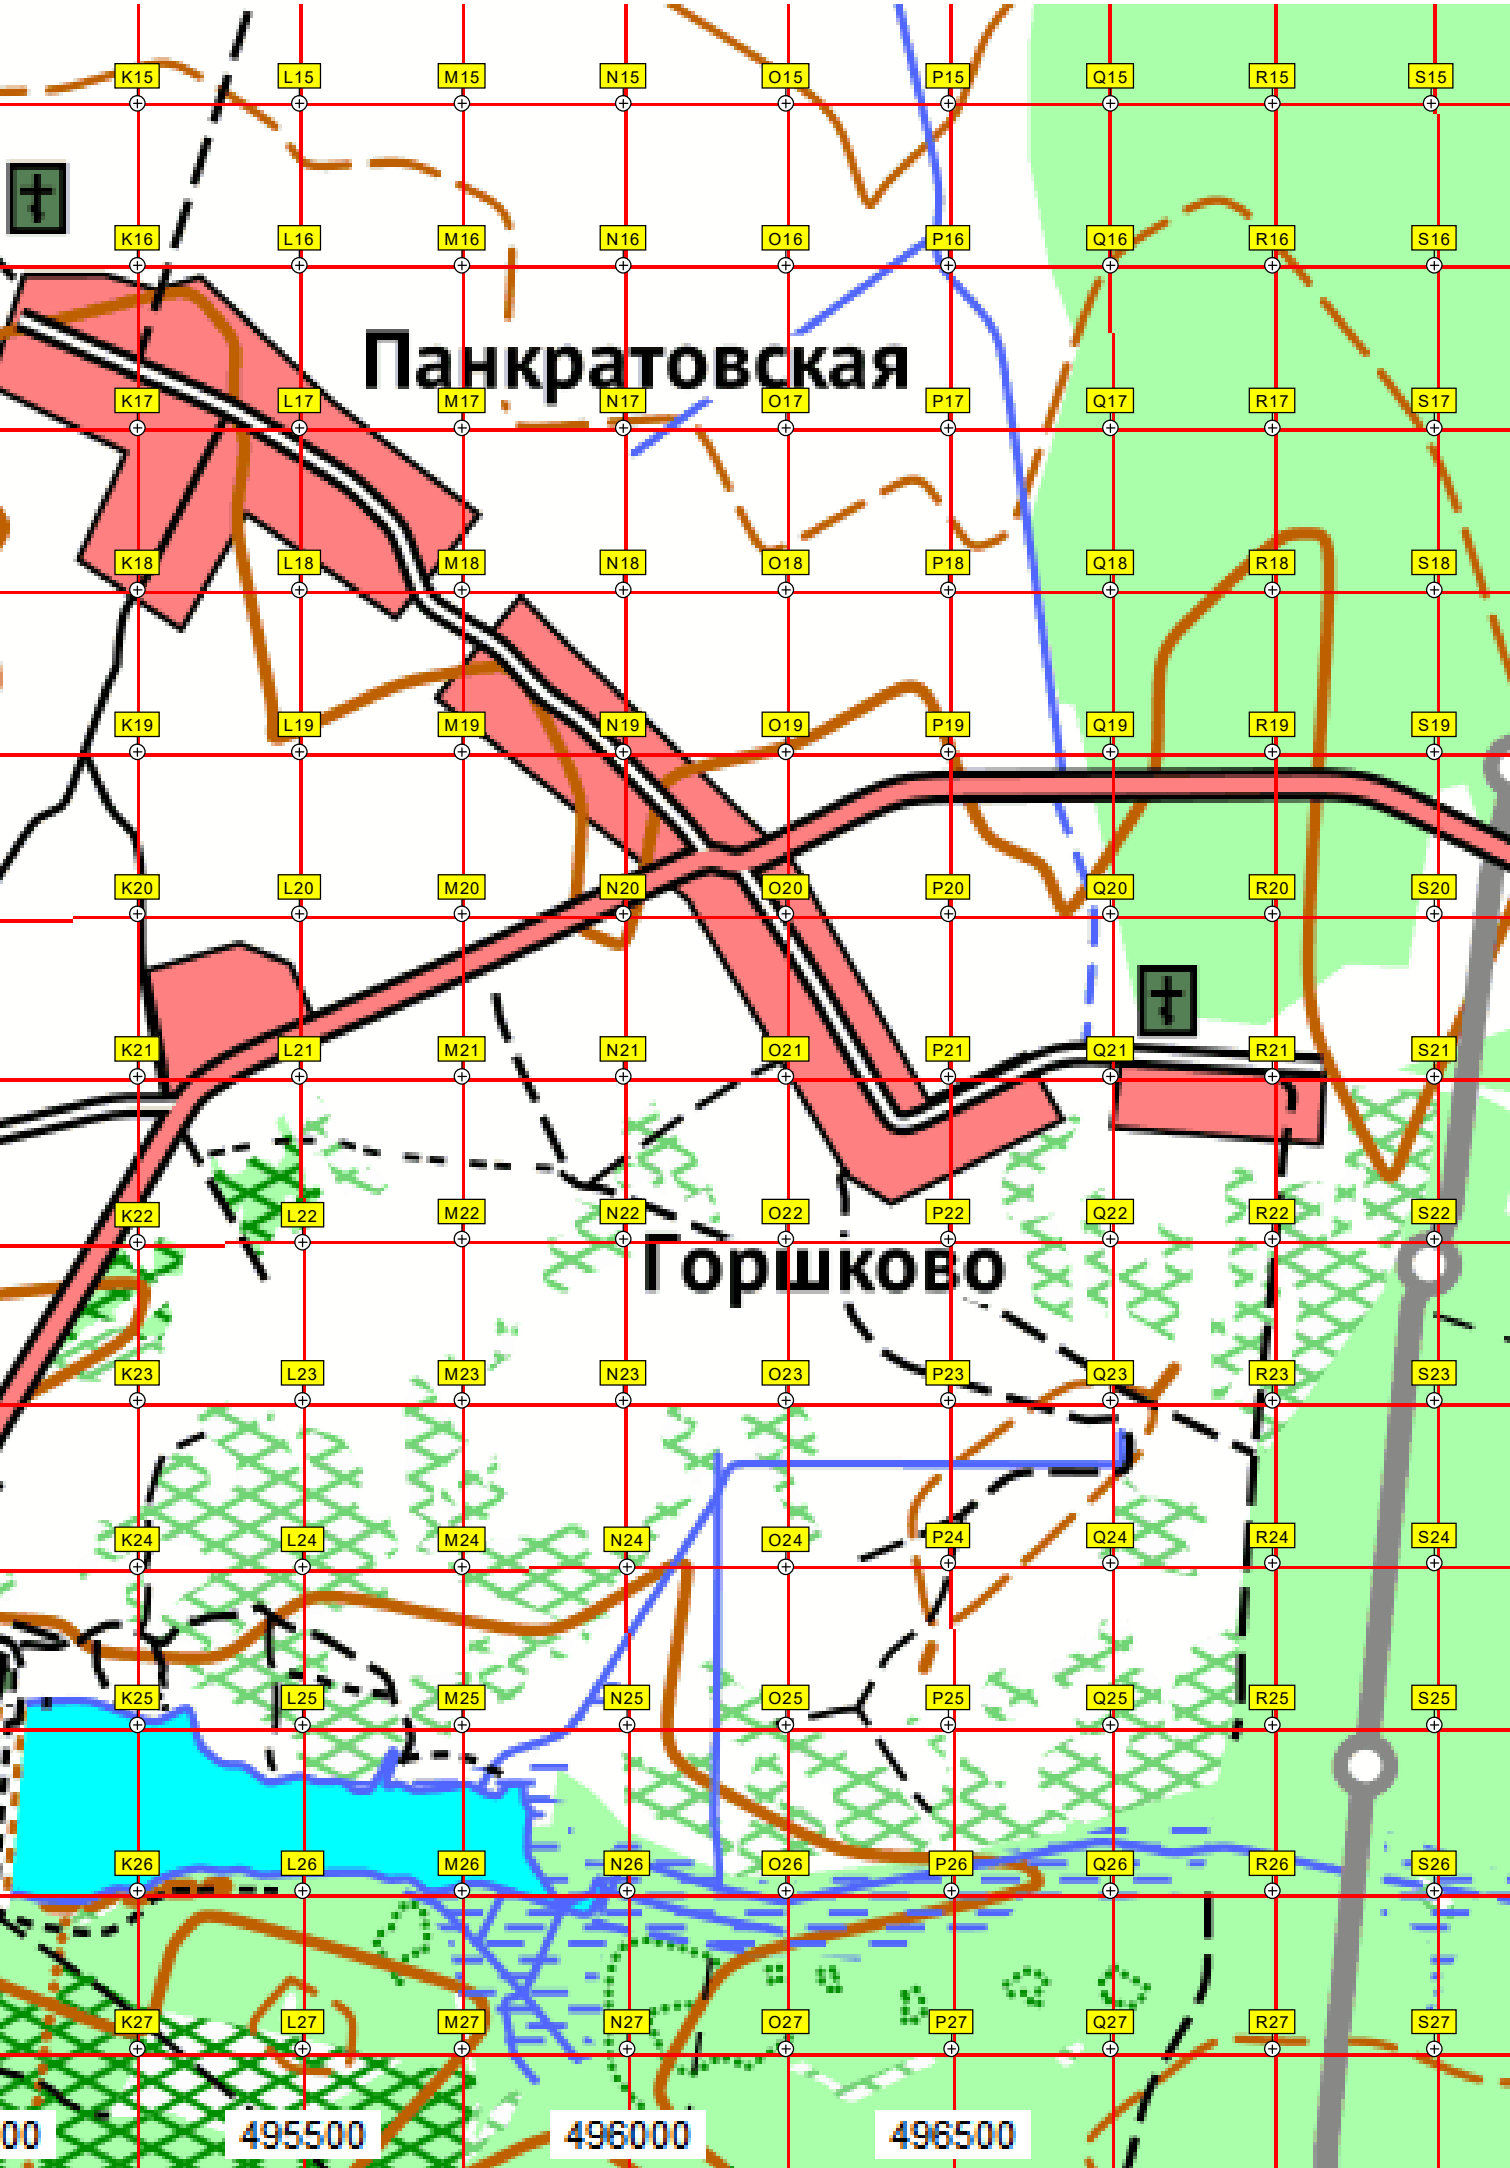 K15 L15 M15 N15 O15 P15 Q15 R15 S15
K16 L16 M16 N16 O16 P16 Q16 R16 S16
Панкратовская
K17 L17 M17 N17 O17 P17 Q17 R17 S17
K18 L18 M18 N18 O18 P18 Q18 R18 S18
K19 L19 M19 N19 O19 P19 Q19 R19 S19
K20 L20 M20 N20 O20 P20 Q20 R20 S20
K21 L21 M21 N21 O21 P21 Q21 R21 S21
K22 L22 M22 N22 O22 P22 Q22 R22 S22
Горшково
K23 L23 M23 N23 O23 P23 Q23 R23 S23
K24 L24 M24 N24 O24 P24 Q24 R24 S24
K25 L25 M25 N25 O25 P25 Q25 R25 S25
K26 L26 M26 N26 O26 P26 Q26 R26 S26
K27 L27 M27 N27 O27 P27 Q27 R27 S27
00 495500 496000 496500